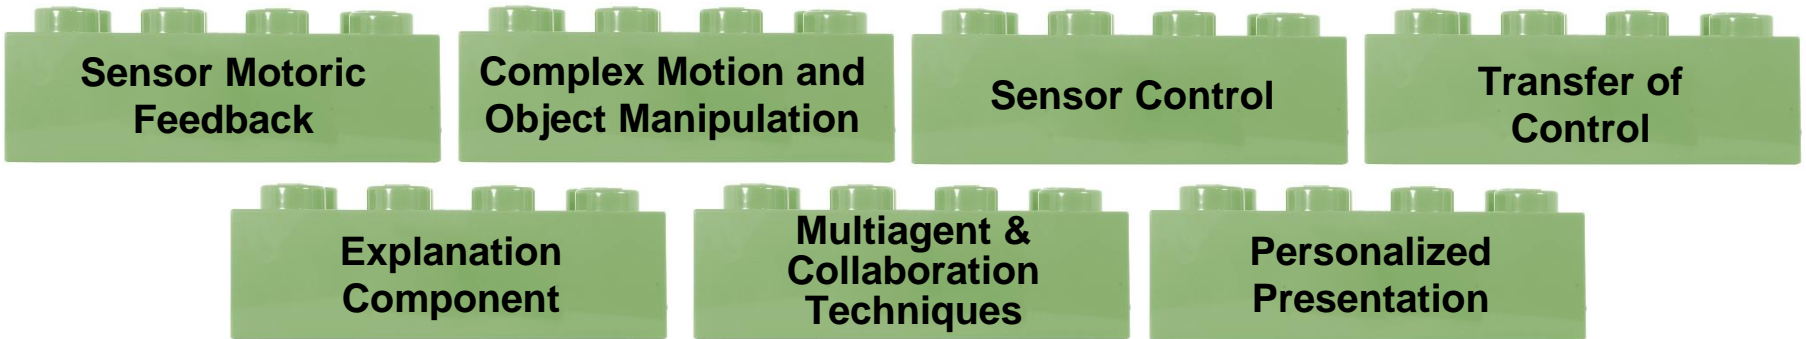 Sensor Motoric
Feedback
Complex Motion and
Object Manipulation
Sensor Control
Transfer of
Control
Explanation
Component
Multiagent &
Collaboration
Techniques
Personalized
Presentation